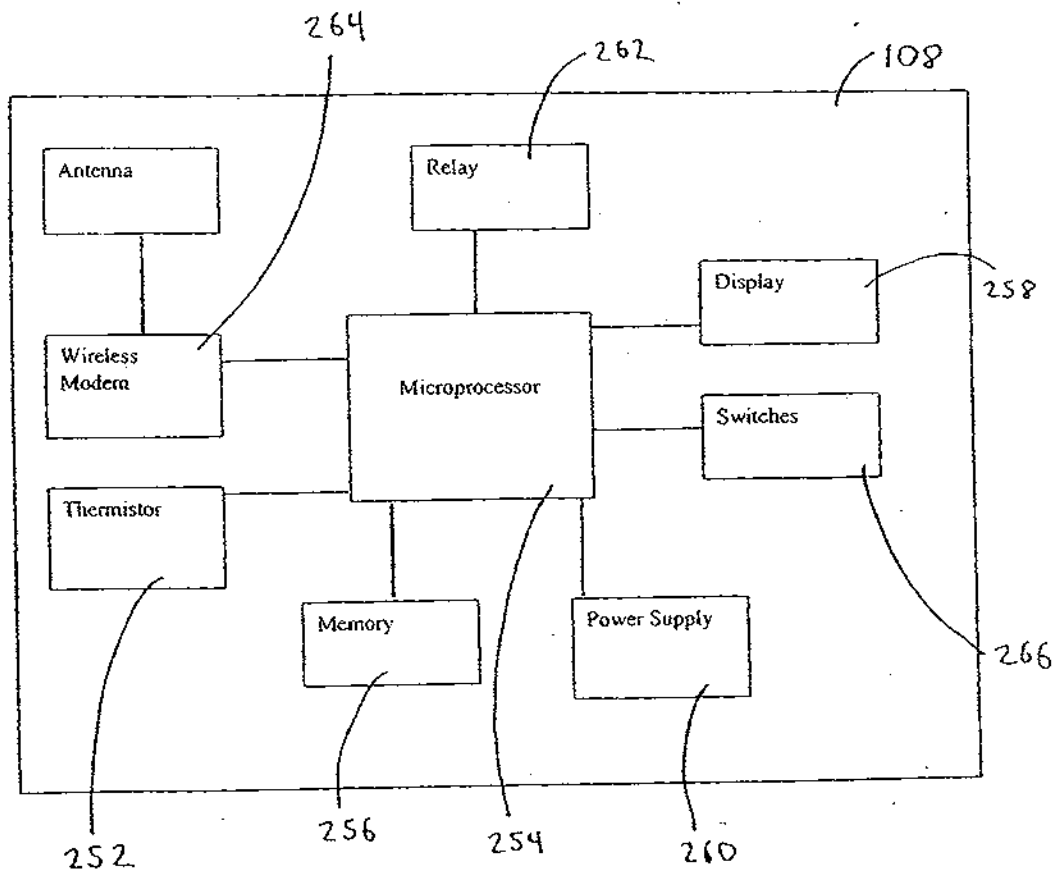 264
262
108
Antenna
Relay
Display
258
Wireless
Modem
Microprocessor
Switches
Thermistor
Memory
Power Supply
266
252
256
254
260